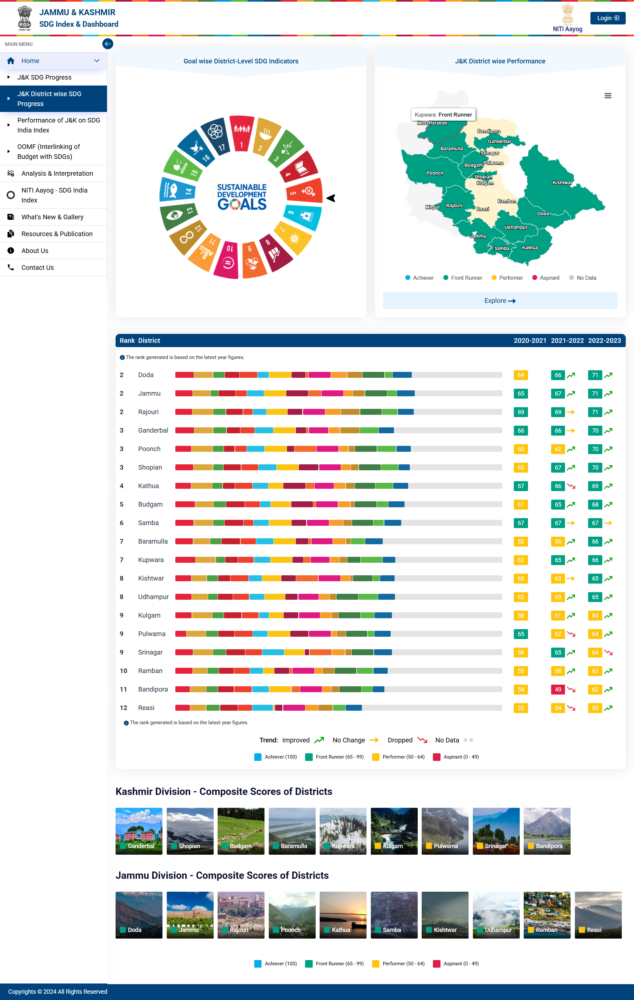 JAMMU & KASHMIR
SDG Index & Dashboard
NITI Aayog
Login
MAIN MENU
Home
J&K SDG Progress
J&K District wise SDG
Progress
Performance of J&K on SDG
India Index
OOMF (Interlinking of
Budget with SDGs)
Analysis & Interpretation
NITI Aayog - SDG India
Index
What's New & Gallery
Resources & Publication
About Us
Contact Us
Goal wise District-Level SDG Indicators
1
2
3
4
5
6
7
8
9
10
11
12
13
14
15
16
17
SUSTAINABLE
DEVELOPMENT
GOALS
J&K District wise Performance
Kupwara: Front Runner
Muzaffarabad
Bandipora
Ganderbal
Baramulla
Srinagar
Pulwama
Budgam
Poonch
Shopian
Kulgam
Kishtwar
Ramban
Mirpur
Rajouri
Reasi
Doda
Udhampur
Jammu
Samba
Kathua
Achiever Front Runner Performer Aspirant No Data
Explore
Rank District 2020-2021 2021-2022 2022-2023
The rank generated is based on the latest year figures.
2 Doda 64 66 71
2 Jammu 65 67 71
2 Rajouri 69 69 71
3 Ganderbal 66 66 70
3 Poonch 60 62 70
3 Shopian 63 67 70
4 Kathua 67 66 69
5 Budgam 61 65 68
6 Samba 67 67 67
7 Baramulla 52 56 66
7 Kupwara 62 65 66
8 Kishtwar 63 63 65
8 Udhampur 62 63 65
9 Kulgam 58 61 64
9 Pulwama 65 62 64
9 Srinagar 58 65 64
10 Ramban 55 58 63
11 Bandipora 54 49 62
12 Reasi 55 54 55
The rank generated is based on the latest year figures.
Trend: Improved No Change Dropped No Data
Achiever (100) Front Runner (65 - 99) Performer (50 - 64) Aspirant (0 - 49)
Kashmir Division - Composite Scores of Districts
Ganderbal Shopian Budgam Baramulla Kupwara Kulgam Pulwama Srinagar Bandipora
Jammu Division - Composite Scores of Districts
Doda Jammu Rajouri Poonch Kathua Samba Kishtwar Udhampur Ramban Reasi
Achiever (100) Front Runner (65 - 99) Performer (50 - 64) Aspirant (0 - 49)
Copyrights © 2024 All Rights Reserved